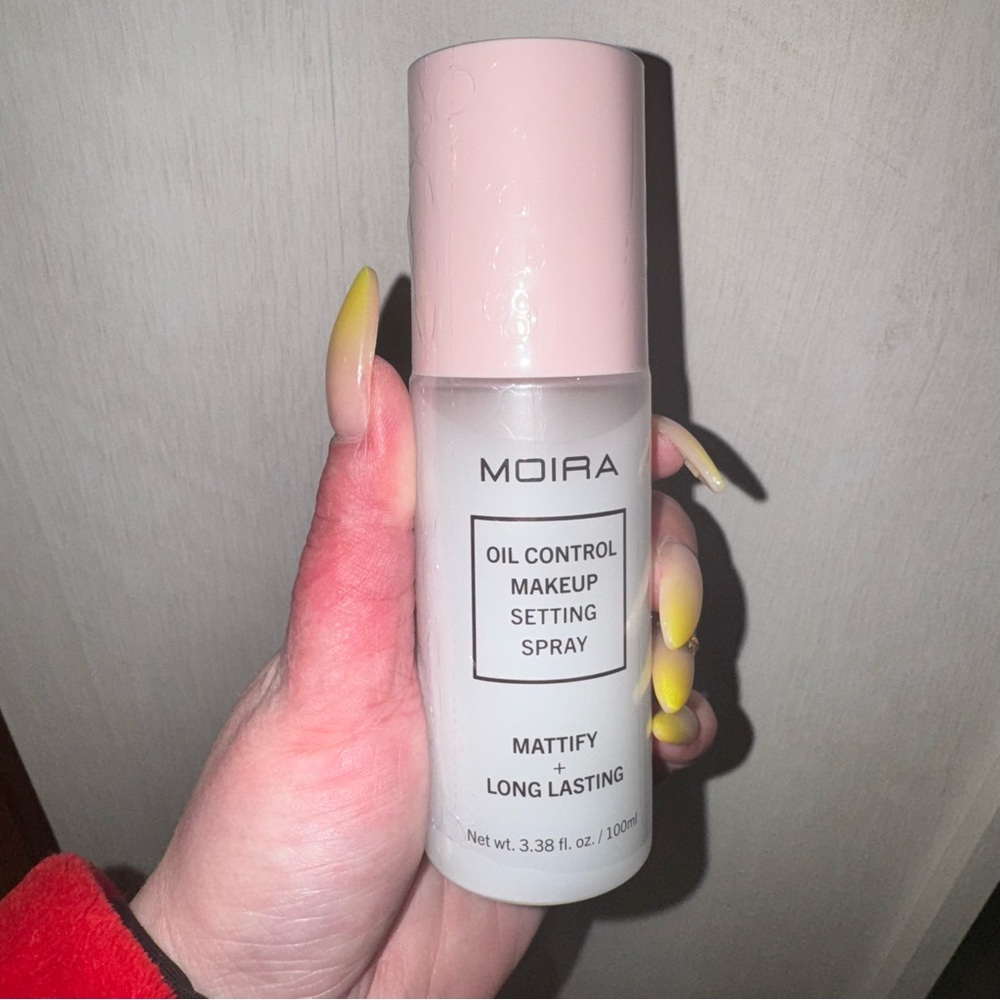 MOIRA
OIL CONTROL
MAKEUP
SETTING
SPRAY
MATTIFY
+
LONG LASTING
Net wt. 3.38 fl. oz. / 100ml